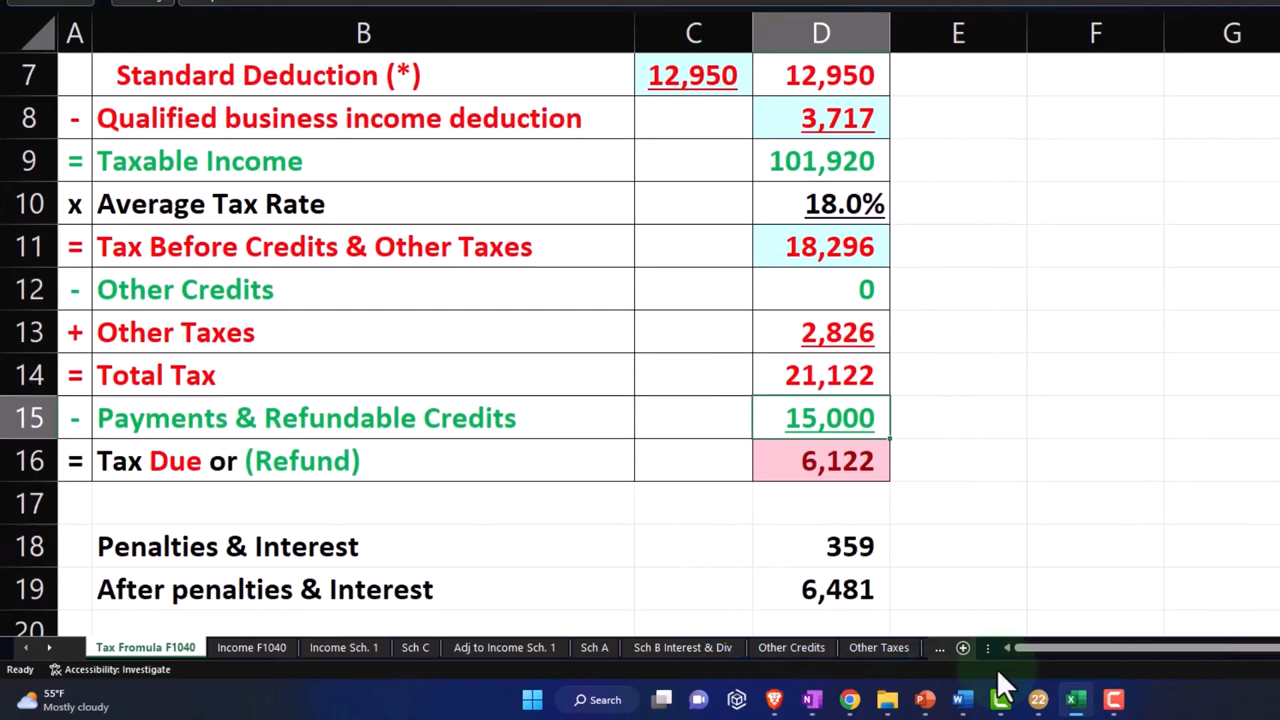 A B C D E F G
7 Standard Deduction (*) 12,950 12,950
8 - Qualified business income deduction 3,717
9 = Taxable Income 101,920
10 x Average Tax Rate 18.0%
11 = Tax Before Credits & Other Taxes 18,296
12 - Other Credits 0
13 + Other Taxes 2,826
14 = Total Tax 21,122
15 - Payments & Refundable Credits 15,000
16 = Tax Due or (Refund) 6,122
17
18 Penalties & Interest 359
19 After penalties & Interest 6,481
20
Tax Fromula F1040 Income F1040 Income Sch. 1 Sch C Adj to Income Sch. 1 Sch A Sch B Interest & Div Other Credits Other Taxes ...
Ready Accessibility: Investigate
55°F
Mostly cloudy
Search
22